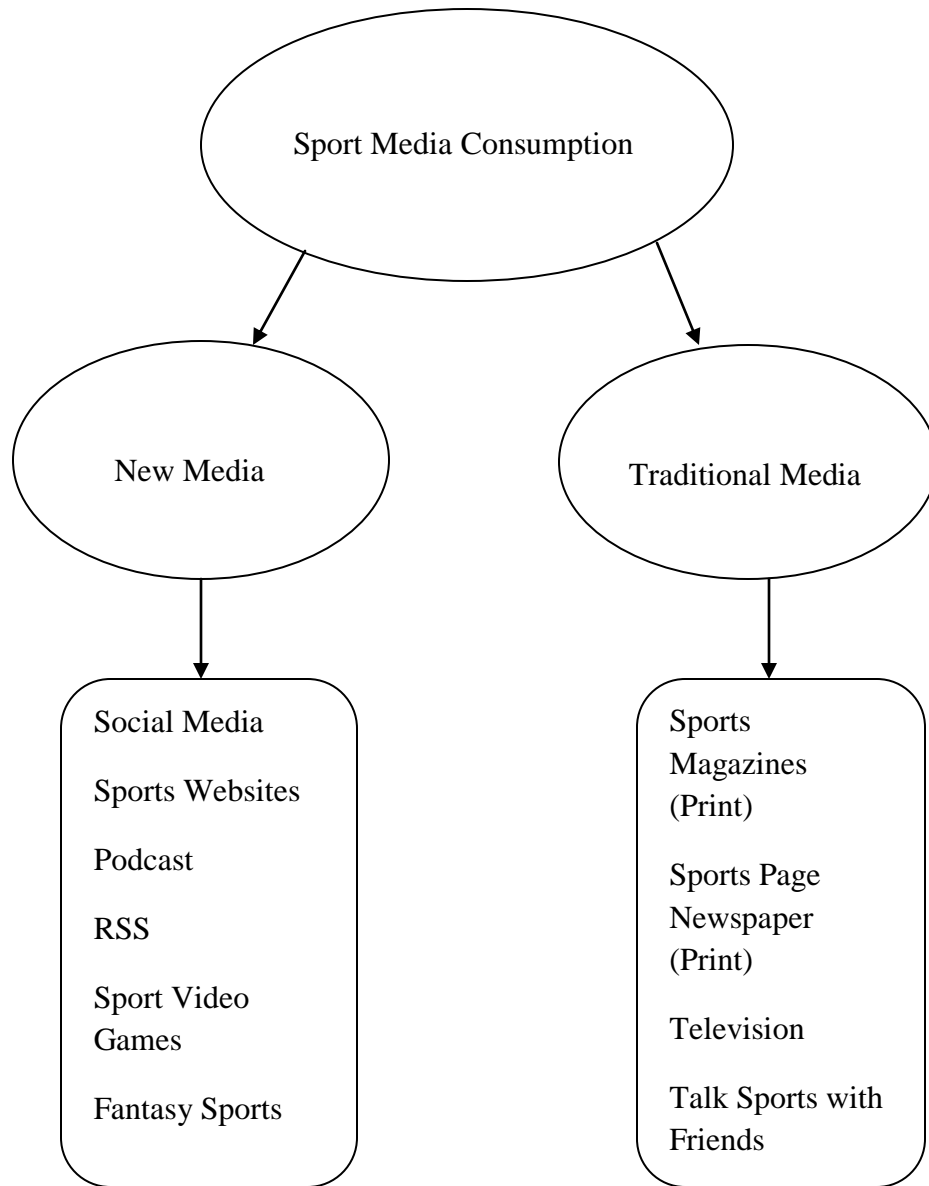 Sport Media Consumption
New Media
Traditional Media
Social Media
Sports Websites
Podcast
RSS
Sport Video
Games
Fantasy Sports
Sports
Magazines
(Print)
Sports Page
Newspaper
(Print)
Television
Talk Sports with
Friends